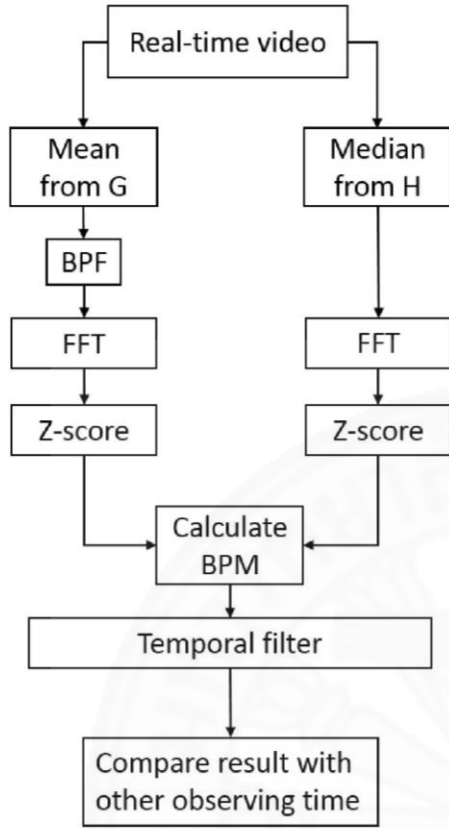 Real-time video
Mean
from G
Median
from H
BPF
FFT
FFT
Z-score
Z-score
Calculate
BPM
Temporal filter
Compare result with
other observing time